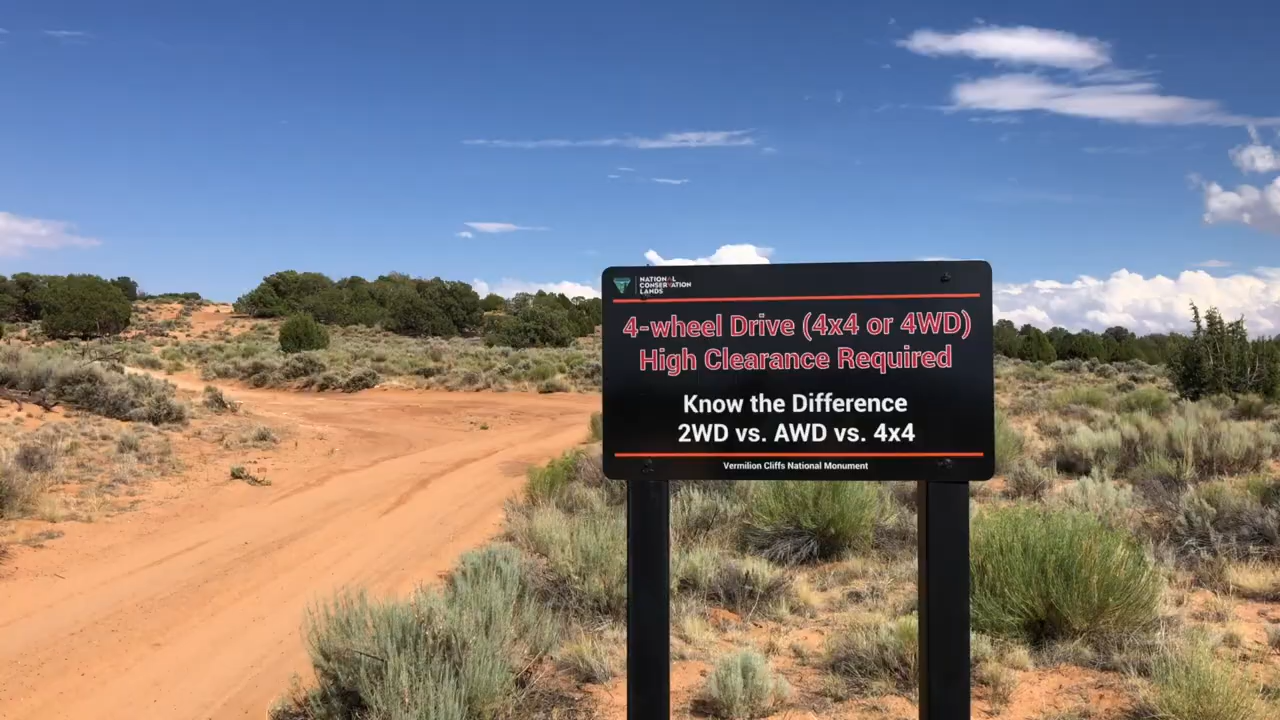 NATIONAL
CONSERVATION
LANDS
4-wheel Drive (4x4 or 4WD)
High Clearance Required
Know the Difference
2WD vs. AWD vs. 4x4
Vermilion Cliffs National Monument